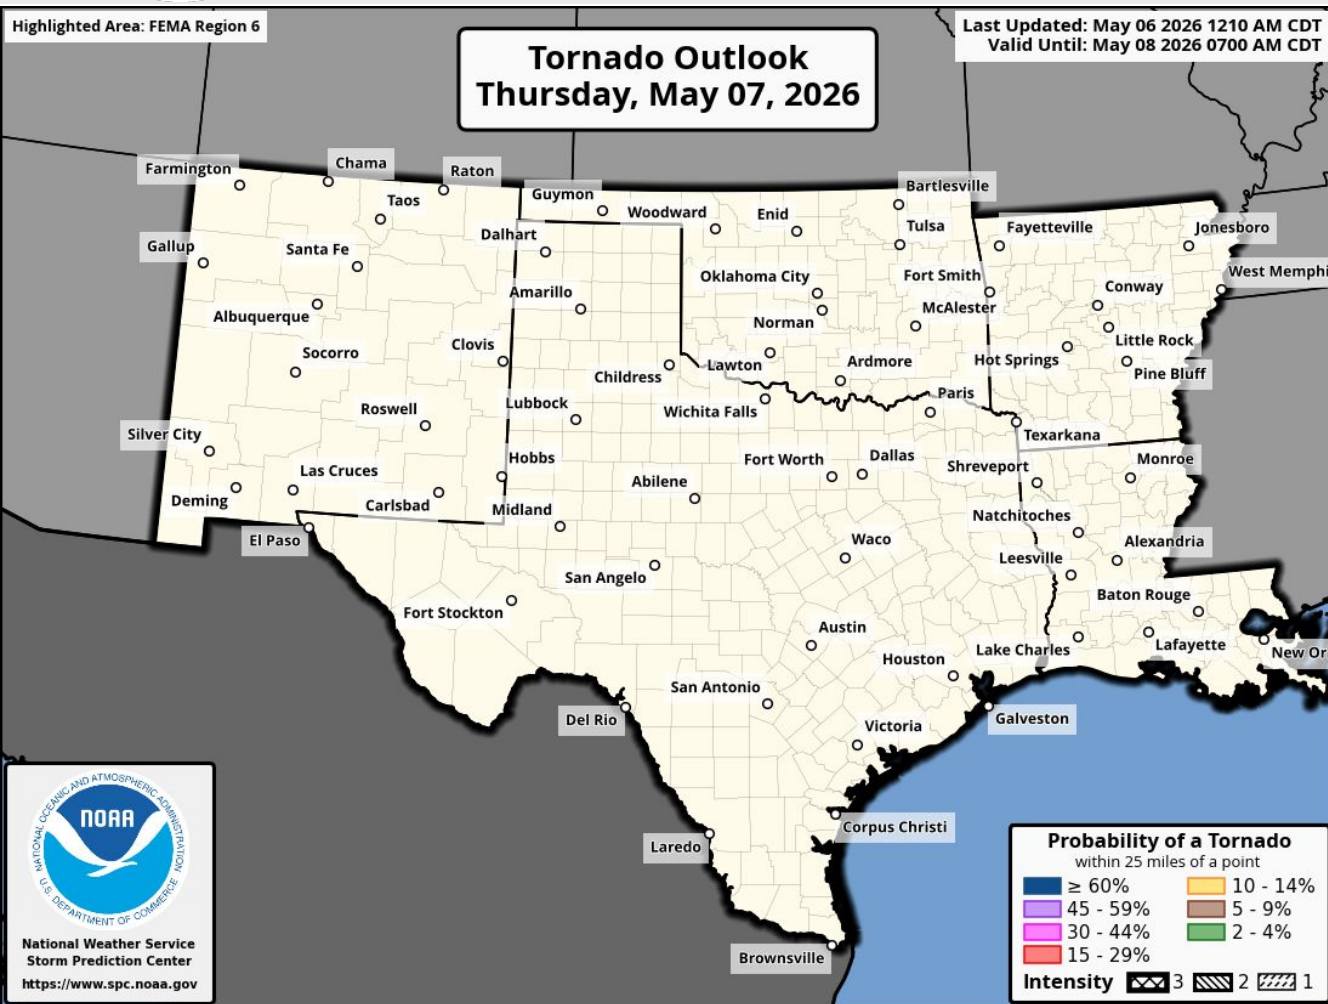 Highlighted Area: FEMA Region 6
Last Updated: May 06 2026 1210 AM CDT
Valid Until: May 08 2026 0700 AM CDT
Tornado Outlook
Thursday, May 07, 2026
Farmington
Chama
Raton
Taos
Guymon
Woodward
Enid
Bartlesville
Tulsa
Fayetteville
Jonesboro
Gallup
Santa Fe
Dalhart
Oklahoma City
Fort Smith
West Memphi
Albuquerque
Amarillo
Norman
McAlester
Conway
Little Rock
Socorro
Clovis
Childress
Lawton
Ardmore
Hot Springs
Pine Bluff
Roswell
Lubbock
Wichita Falls
Paris
Texarkana
Silver City
Las Cruces
Hobbs
Abilene
Fort Worth
Dallas
Shreveport
Monroe
Deming
Carlsbad
Midland
Natchitoches
El Paso
San Angelo
Waco
Leesville
Alexandria
Fort Stockton
Austin
Baton Rouge
Houston
Lake Charles
Lafayette
New Or
San Antonio
Del Rio
Victoria
Galveston
Laredo
Corpus Christi
Brownsville
NATIONAL OCEANIC AND ATMOSPHERIC ADMINISTRATION
NOAA
U.S. DEPARTMENT OF COMMERCE
National Weather Service
Storm Prediction Center
https://www.spc.noaa.gov
Probability of a Tornado
within 25 miles of a point
≥ 60% 10 - 14%
45 - 59% 5 - 9%
30 - 44% 2 - 4%
15 - 29%
Intensity 3 2 1